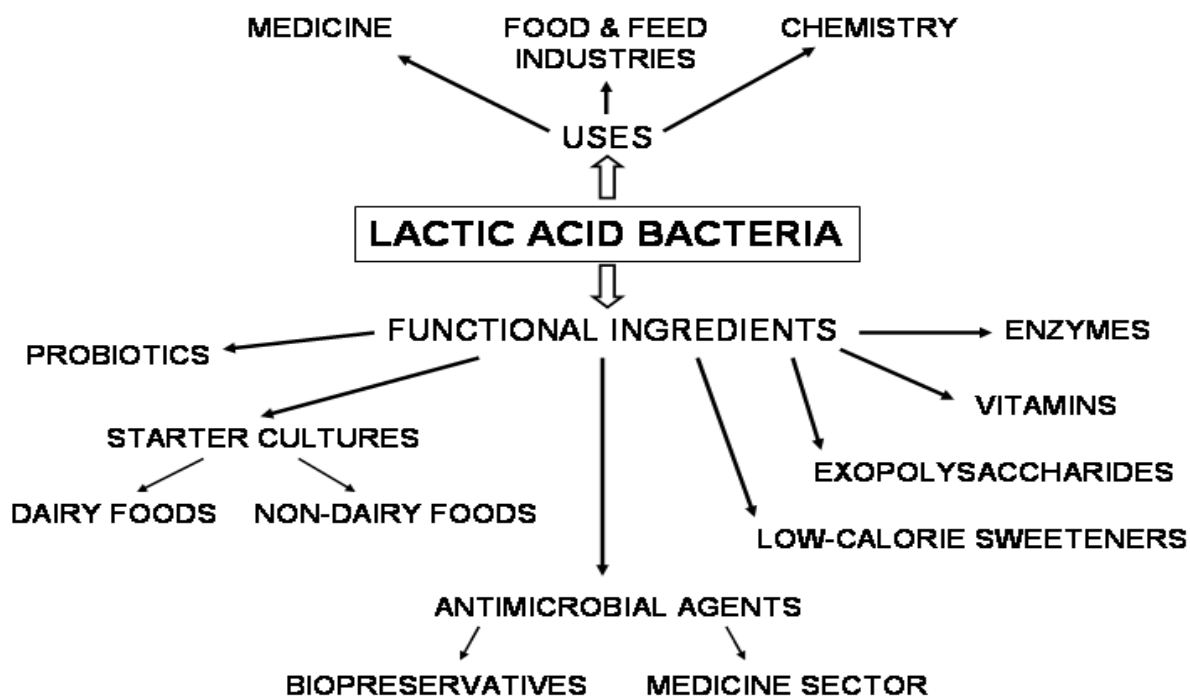 MEDICINE
FOOD & FEED
INDUSTRIES
CHEMISTRY
USES
LACTIC ACID BACTERIA
FUNCTIONAL INGREDIENTS
ENZYMES
PROBIOTICS
VITAMINS
STARTER CULTURES
EXOPOLYSACCHARIDES
DAIRY FOODS
NON-DAIRY FOODS
LOW-CALORIE SWEETENERS
ANTIMICROBIAL AGENTS
BIOPRESERVATIVES
MEDICINE SECTOR